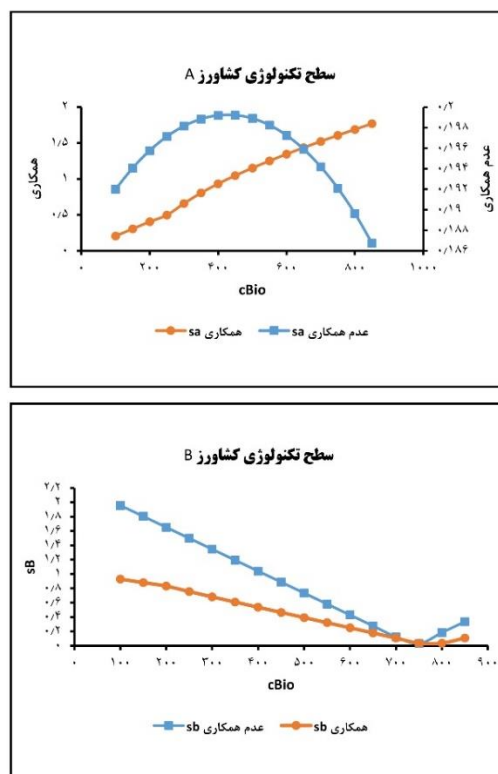 سطح تکنولوژی کشاورز A
همکاری
۲
۱٫۵
۱
۰٫۵
۰
۰٫۲
۰٫۱۹۸
۰٫۱۹۶
۰٫۱۹۴
۰٫۱۹۲
۰٫۱۹
۰٫۱۸۸
۰٫۱۸۶
عدم همکاری
۰ ۲۰۰ ۴۰۰ ۶۰۰ ۸۰۰ ۱۰۰۰
cBio
همکاری sa عدم همکاری sa
سطح تکنولوژی کشاورز B
sB
۲٫۲
۲
۱٫۸
۱٫۶
۱٫۴
۱٫۲
۱
۰٫۸
۰٫۶
۰٫۴
۰٫۲
۰
۰ ۱۰۰ ۲۰۰ ۳۰۰ ۴۰۰ ۵۰۰ ۶۰۰ ۷۰۰ ۸۰۰ ۹۰۰
cBio
عدم همکاری sb همکاری sb